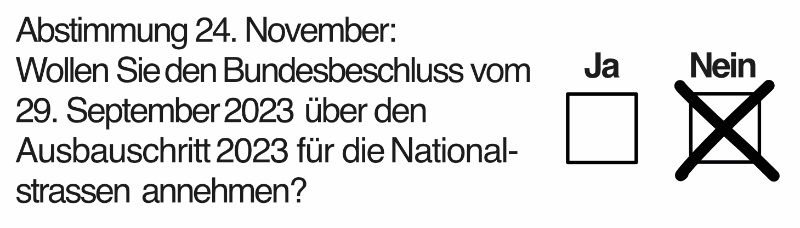 Abstimmung 24. November:
Wollen Sie den Bundesbeschluss vom
29. September 2023 über den
Ausbauschritt 2023 für die National-
strassen annehmen?
Ja Nein